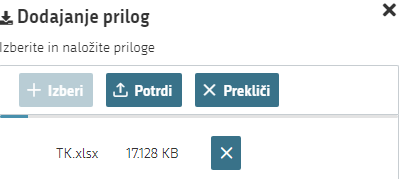 Dodajanje prilog
Izberite in naložite priloge
Izberi Potrdi Prekliči
TK.xlsx 17.128 KB